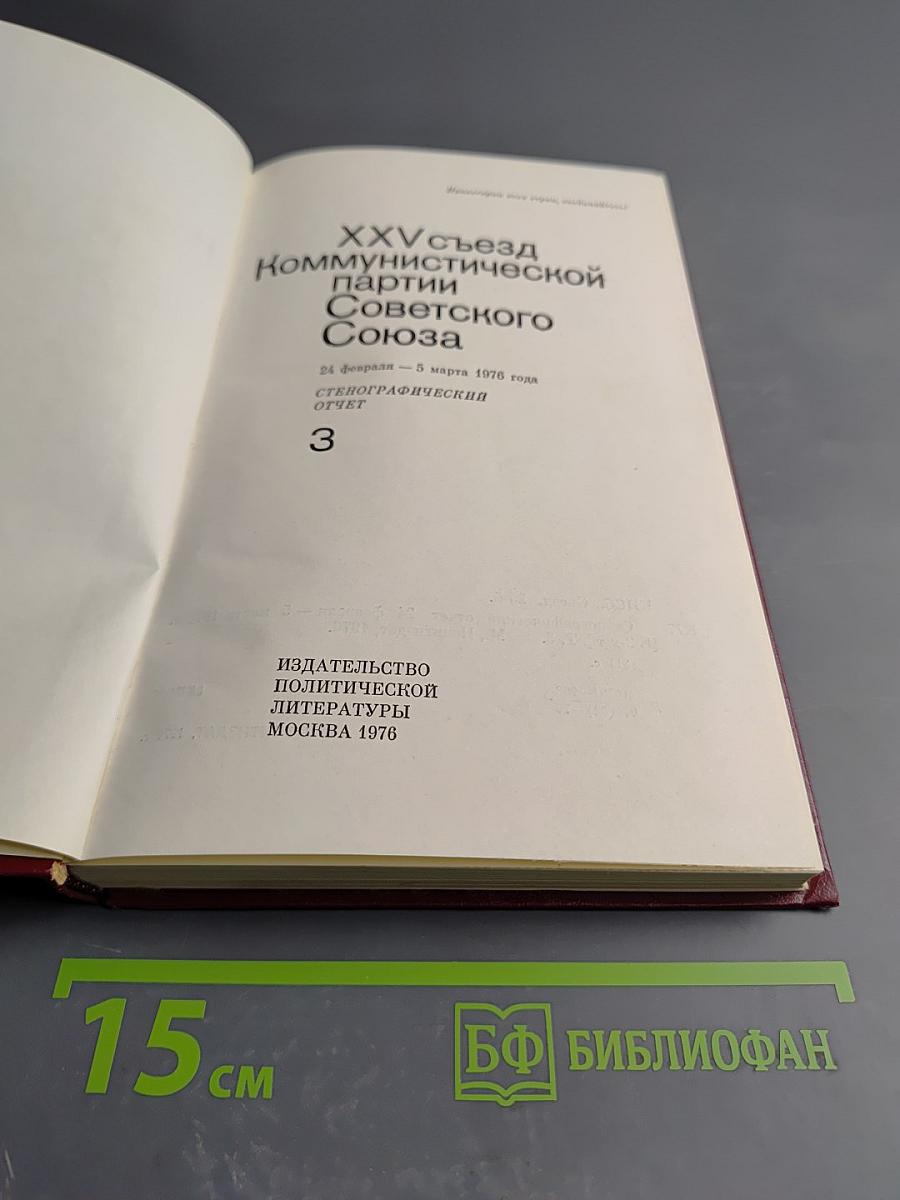 XXV съезд
Коммунистической
партии
Советского
Союза
24 февраля — 5 марта 1976 года
СТЕНОГРАФИЧЕСКИЙ
ОТЧЕТ
3
ИЗДАТЕЛЬСТВО
ПОЛИТИЧЕСКОЙ
ЛИТЕРАТУРЫ
МОСКВА 1976
15 см
БФ БИБЛИОФАН